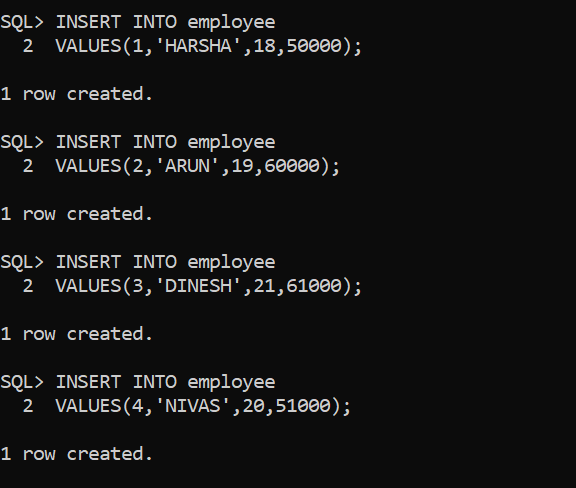 SQL> INSERT INTO employee
  2  VALUES(1,'HARSHA',18,50000);
1 row created.
SQL> INSERT INTO employee
  2  VALUES(2,'ARUN',19,60000);
1 row created.
SQL> INSERT INTO employee
  2  VALUES(3,'DINESH',21,61000);
1 row created.
SQL> INSERT INTO employee
  2  VALUES(4,'NIVAS',20,51000);
1 row created.